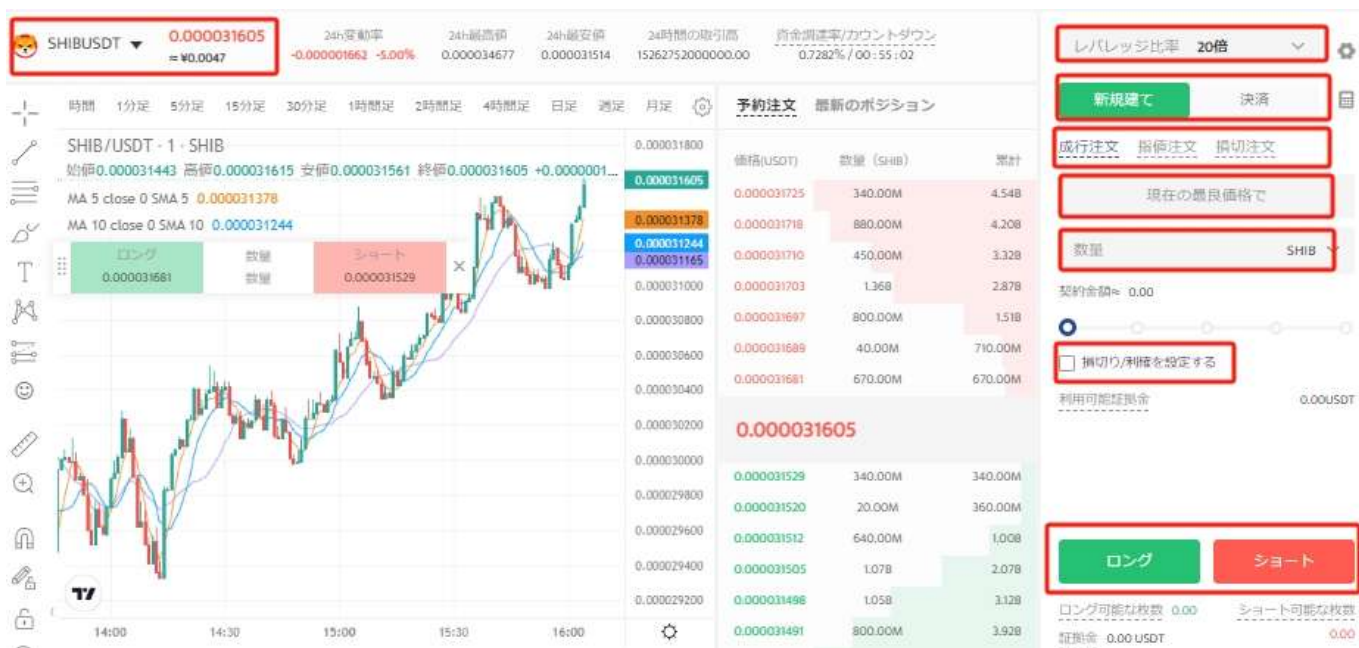 SHIBUSDT 0.000031605
≈ ¥0.0047
24h変動率
-0.000001662 -5.00%
24h最高値
0.000034677
24h最安値
0.000031514
24時間の取引高
15262752000000.00
資金調達率/カウントダウン
0.7282% / 00 : 55 : 02
時間 1分足 5分足 15分足 30分足 1時間足 2時間足 4時間足 日足 週足 月足
SHIB/USDT · 1 · SHIB
始値0.000031443 高値0.000031615 安値0.000031561 終値0.000031605 +0.0000001...
MA 5 close 0 SMA 5 0.000031378
MA 10 close 0 SMA 10 0.000031244
ロング 数量 ショート
0.000031681 数量 0.000031529
0.000031800
0.000031605
0.000031378
0.000031244
0.000031165
0.000031000
0.000030800
0.000030600
0.000030400
0.000030200
0.000030000
0.000029800
0.000029600
0.000029400
0.000029200
14:00 14:30 15:00 15:30 16:00
予約注文 最新のポジション
価格(USDT) 数量 (SHIB) 累計
0.000031725 340.00M 4.54B
0.000031718 880.00M 4.20B
0.000031710 450.00M 3.32B
0.000031703 1.36B 2.87B
0.000031697 800.00M 1.51B
0.000031689 40.00M 710.00M
0.000031681 670.00M 670.00M
0.000031605
0.000031529 340.00M 340.00M
0.000031520 20.00M 360.00M
0.000031512 640.00M 1.00B
0.000031505 1.07B 2.07B
0.000031498 1.05B 3.12B
0.000031491 800.00M 3.92B
レバレッジ比率 20倍
新規建て 決済
成行注文 指値注文 損切注文
現在の最良価格で
数量 SHIB
契約金額≈ 0.00
損切り/利確を設定する
利用可能証拠金 0.00USDT
ロング ショート
ロング可能な枚数 0.00 ショート可能な枚数
0.00
証拠金 0.00 USDT